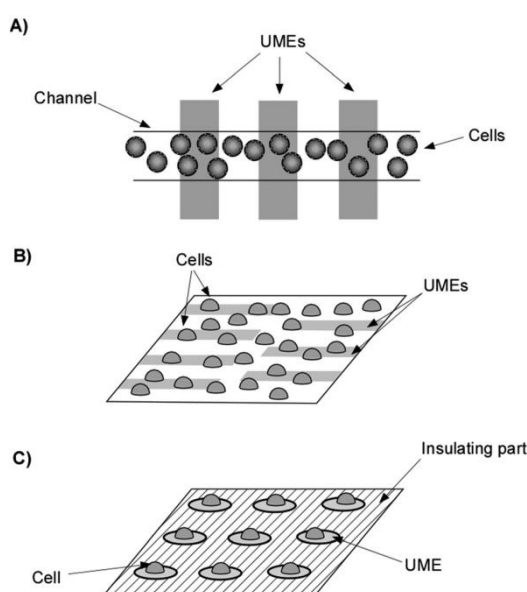 A)
UMEs
Channel
Cells
B)
Cells
UMEs
C)
Insulating part
Cell
UME